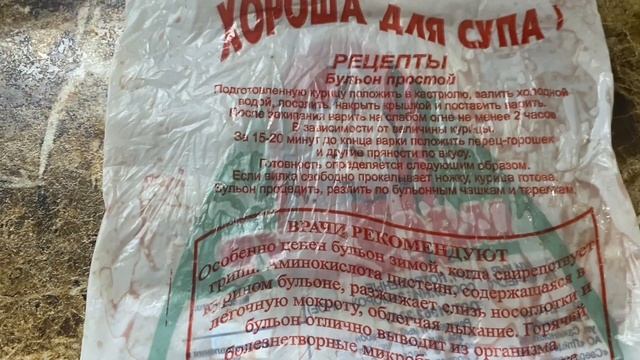 ХОРОША ДЛЯ СУПА !
РЕЦЕПТЫ
Бульон простой
Подготовленную курицу положить в кастрюлю, залить холодной
водой, посолить, накрыть крышкой и поставить варить.
После закипания варить на слабом огне не менее 2 часов
В зависимости от величины курицы.
За 15-20 минут до конца варки положить перец-горошек
и другие пряности по вкусу.
Готовность определяется следующим образом.
Если вилка свободно прокалывает ножку, курица готова.
Бульон процедить, разлить по бульонным чашкам и тарелкам.
ВРАЧИ РЕКОМЕНДУЮТ
Особенно ценен бульон зимой, когда свирепствует
грипп. Аминокислота цистеин, содержащаяся в
курином бульоне, разжижает слизь носоглотки и
легочную мокроту, облегчая дыхание. Горячий
бульон отлично выводит из организма
болезнетворные